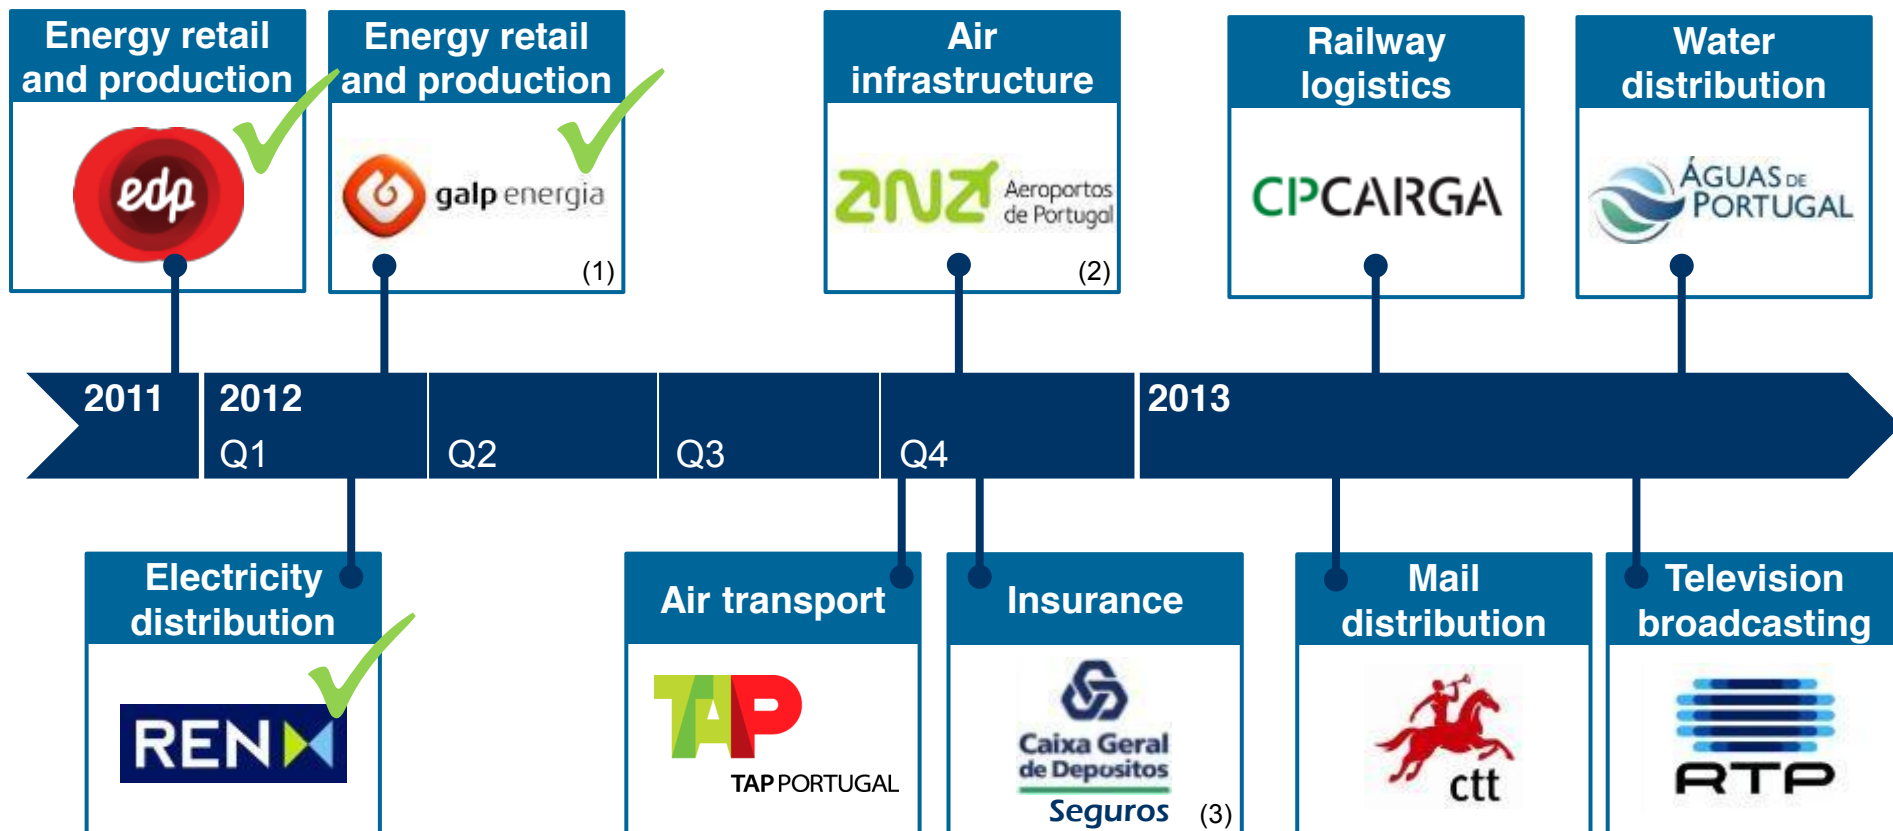 Energy retail
and production
edp
Energy retail
and production
galp energia
(1)
Air
infrastructure
ANA Aeroportos
de Portugal
(2)
Railway
logistics
CPCARGA
Water
distribution
ÁGUAS DE
PORTUGAL
2011
2012
2013
Q1
Q2
Q3
Q4
Electricity
distribution
REN
Air transport
TAP
TAP PORTUGAL
Insurance
Caixa Geral
de Depositos
Seguros
(3)
Mail
distribution
ctt
Television
broadcasting
RTP